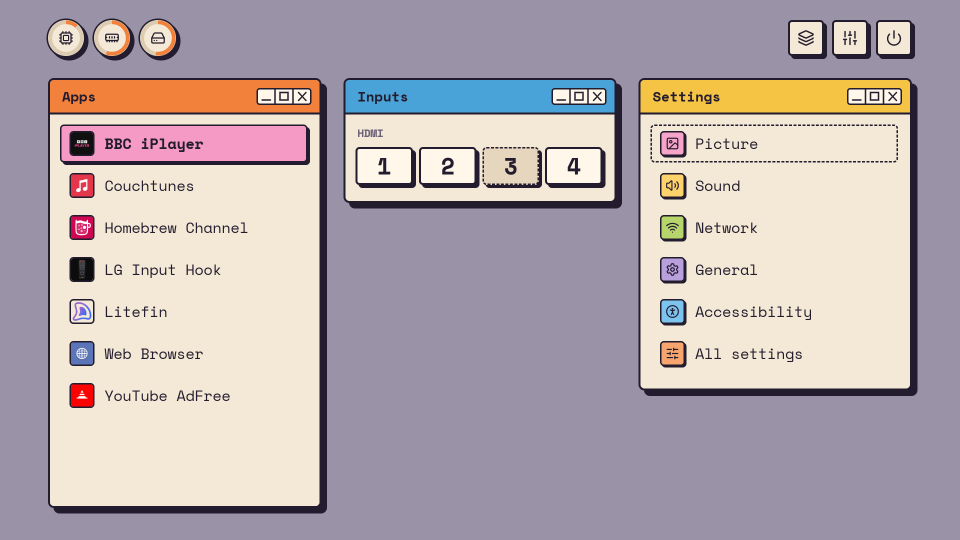 Apps
BBC iPlayer
Couchtunes
Homebrew Channel
LG Input Hook
Litefin
Web Browser
YouTube AdFree
Inputs
HDMI
1 2 3 4
Settings
Picture
Sound
Network
General
Accessibility
All settings